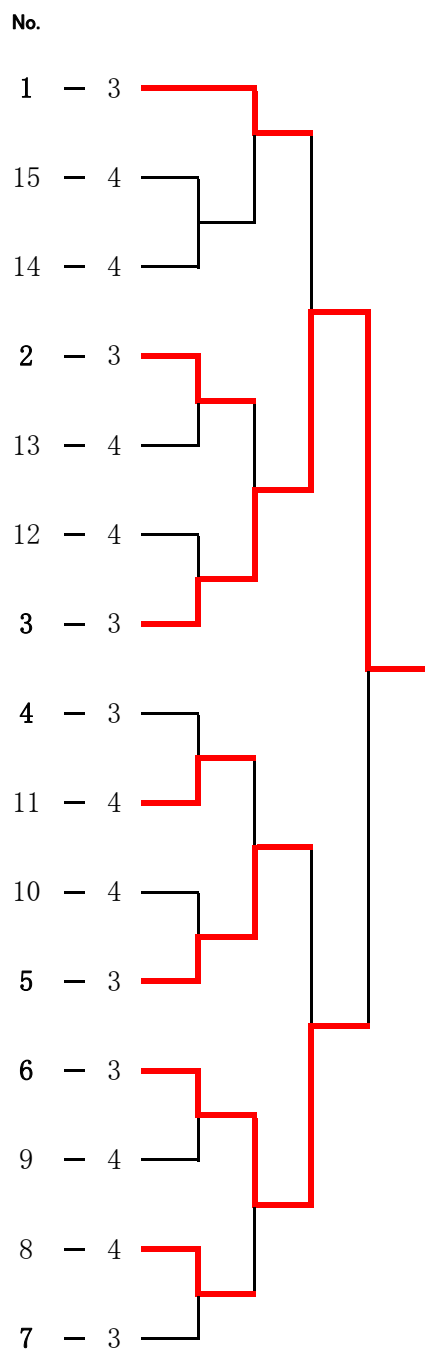 No.
1 — 3
15 — 4
14 — 4
2 — 3
13 — 4
12 — 4
3 — 3
4 — 3
11 — 4
10 — 4
5 — 3
6 — 3
9 — 4
8 — 4
7 — 3